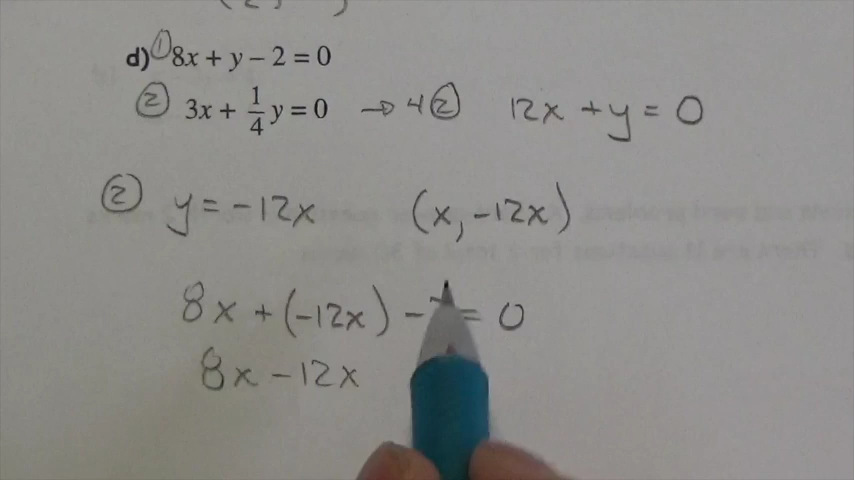 d) ① 8x + y − 2 = 0
② 3x + 1/4 y = 0 → 4② 12x + y = 0
② y = −12x (x, −12x)
8x + (−12x) − = 0
8x − 12x